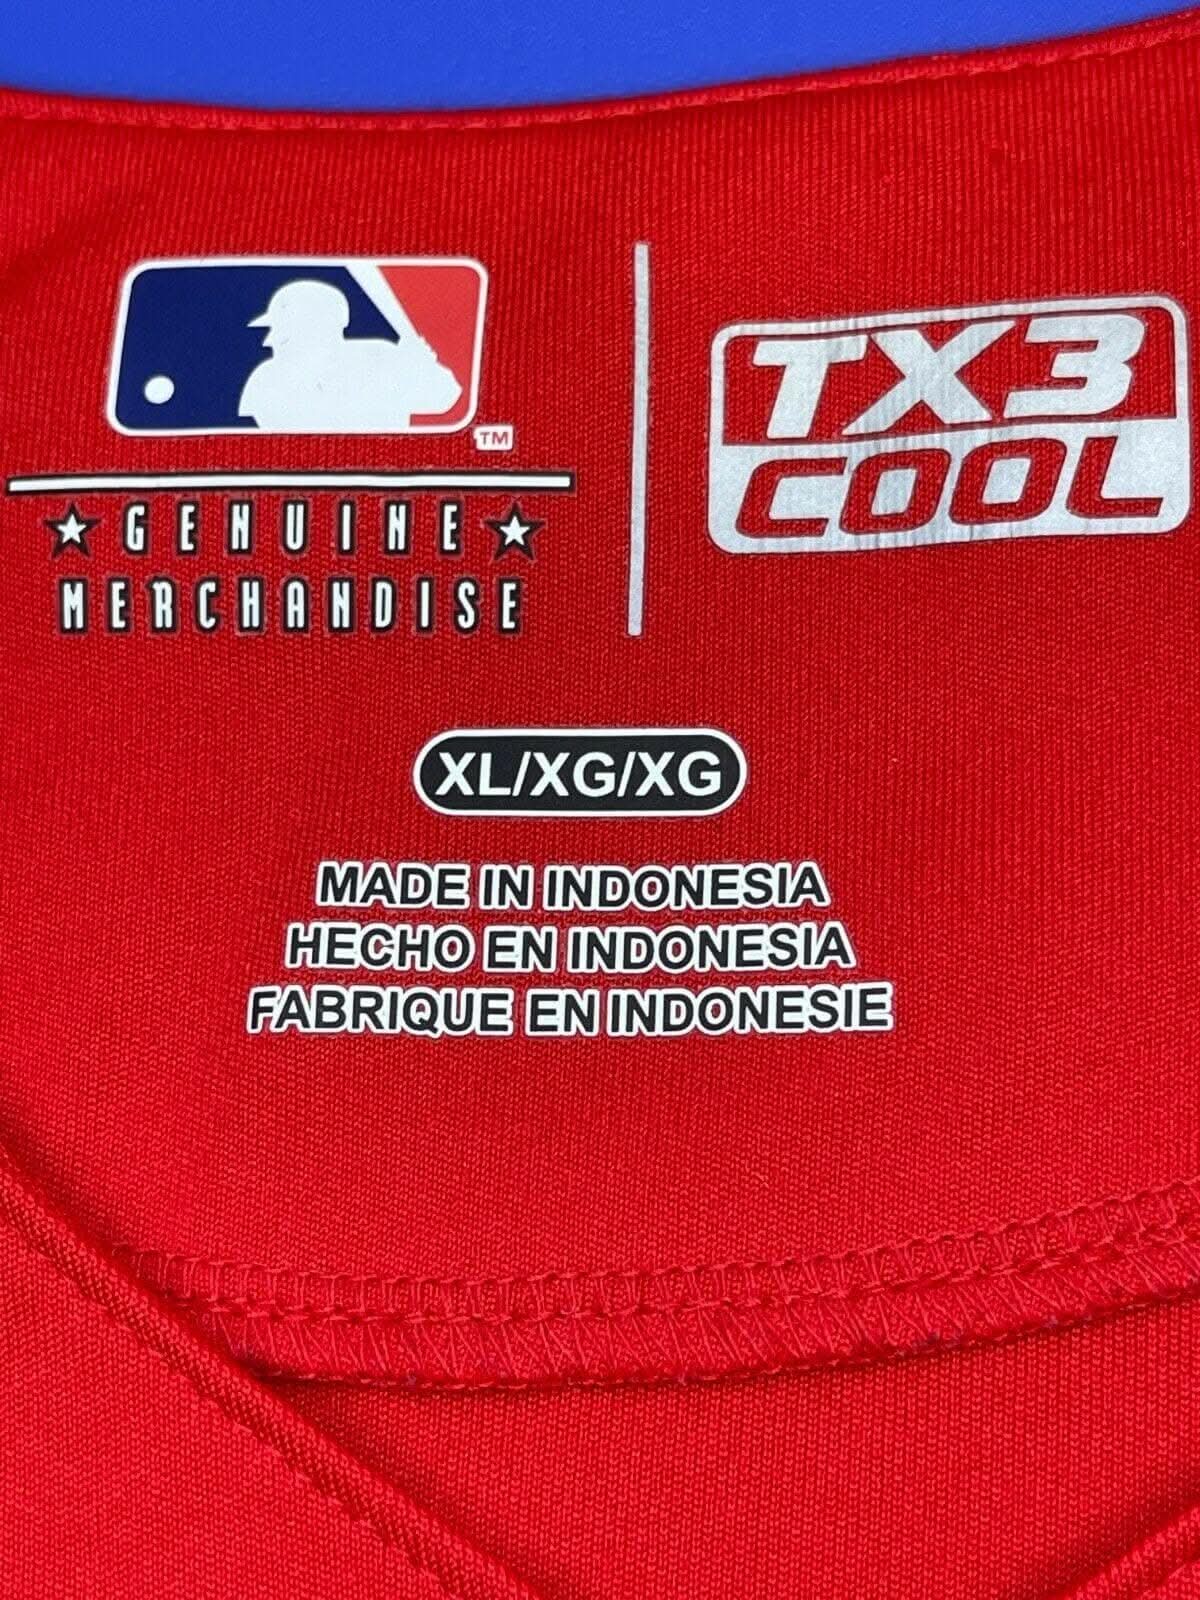 TM
GENUINE
MERCHANDISE
TX3
COOL
XL/XG/XG
MADE IN INDONESIA
HECHO EN INDONESIA
FABRIQUE EN INDONESIE